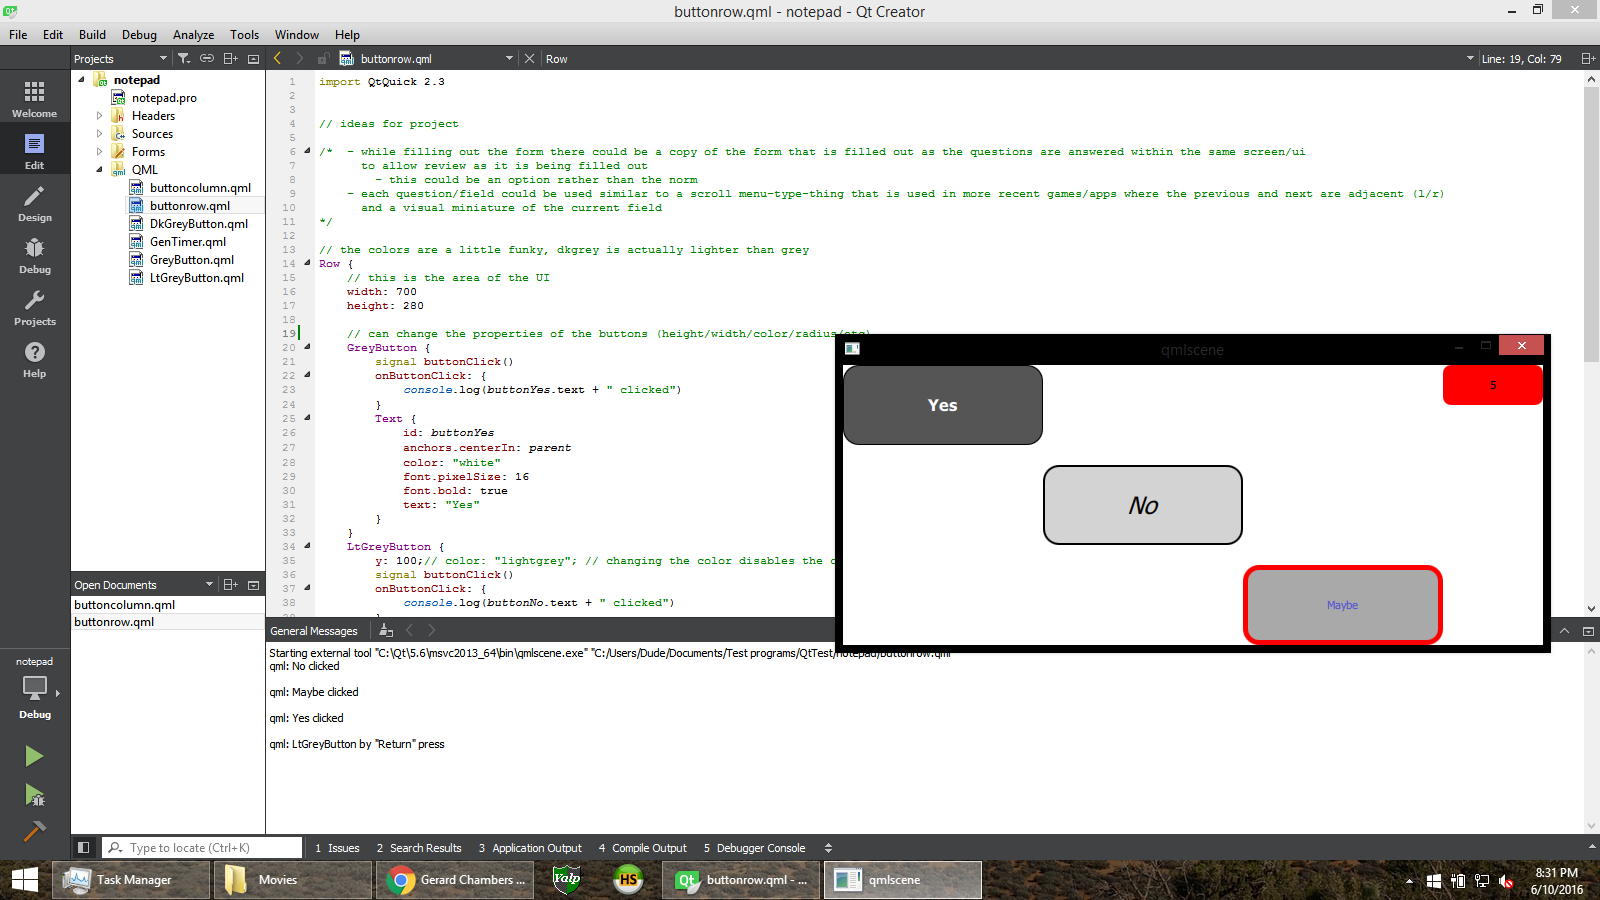 buttonrow.qml - notepad - Qt Creator
File Edit Build Debug Analyze Tools Window Help
Projects buttonrow.qml Row Line: 19, Col: 79
Welcome
Edit
Design
Debug
Projects
Help
notepad
notepad.pro
Headers
Sources
Forms
QML
buttoncolumn.qml
buttonrow.qml
DkGreyButton.qml
GenTimer.qml
GreyButton.qml
LtGreyButton.qml
Open Documents
buttoncolumn.qml
buttonrow.qml
notepad
Debug
1 import QtQuick 2.3
2
3
4 // ideas for project
5
6 /* - while filling out the form there could be a copy of the form that is filled out as the questions are answered within the same screen/ui
7 to allow review as it is being filled out
8 - this could be an option rather than the norm
9 - each question/field could be used similar to a scroll menu-type-thing that is used in more recent games/apps where the previous and next are adjacent (l/r)
10 and a visual miniature of the current field
11 */
12
13 // the colors are a little funky, dkgrey is actually lighter than grey
14 Row {
15 // this is the area of the UI
16 width: 700
17 height: 280
18
19 // can change the properties of the buttons (height/width/color/radius/etc)
20 GreyButton {
21 signal buttonClick()
22 onButtonClick: {
23 console.log(buttonYes.text + " clicked")
24 }
25 Text {
26 id: buttonYes
27 anchors.centerIn: parent
28 color: "white"
29 font.pixelSize: 16
30 font.bold: true
31 text: "Yes"
32 }
33 }
34 LtGreyButton {
35 y: 100;// color: "lightgrey"; // changing the color disables the
36 signal buttonClick()
37 onButtonClick: {
38 console.log(buttonNo.text + " clicked")
qmlscene
Yes
5
No
Maybe
General Messages
Starting external tool "C:\Qt\5.6\msvc2013_64\bin\qmlscene.exe" "C:/Users/Dude/Documents/Test programs/QtTest/notepad/buttonrow.qml
qml: No clicked
qml: Maybe clicked
qml: Yes clicked
qml: LtGreyButton by "Return" press
Type to locate (Ctrl+K) 1 Issues 2 Search Results 3 Application Output 4 Compile Output 5 Debugger Console
Task Manager Movies Gerard Chambers ... Yalp HS buttonrow.qml - ... qmlscene
8:31 PM
6/10/2016